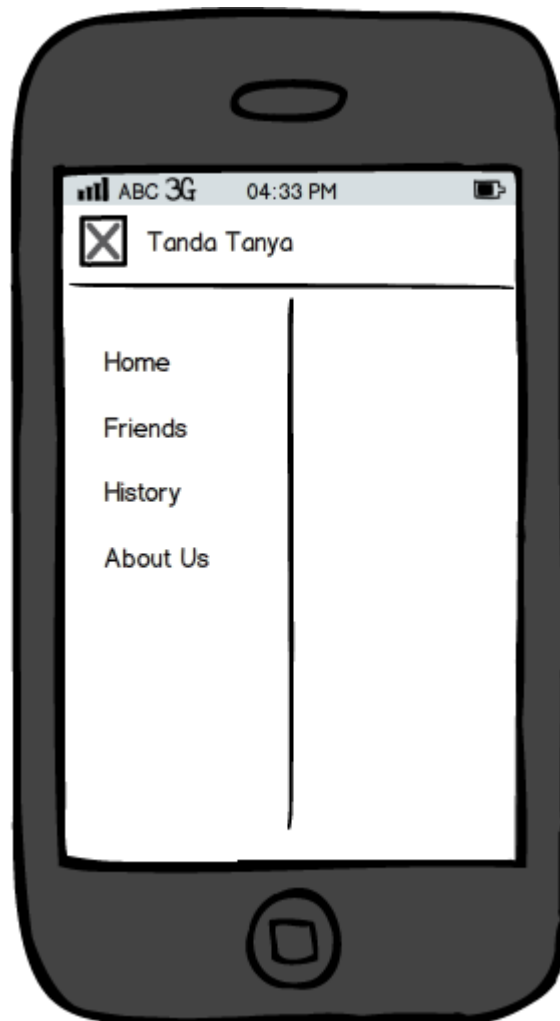 ABC 3G 04:33 PM
Tanda Tanya
Home
Friends
History
About Us